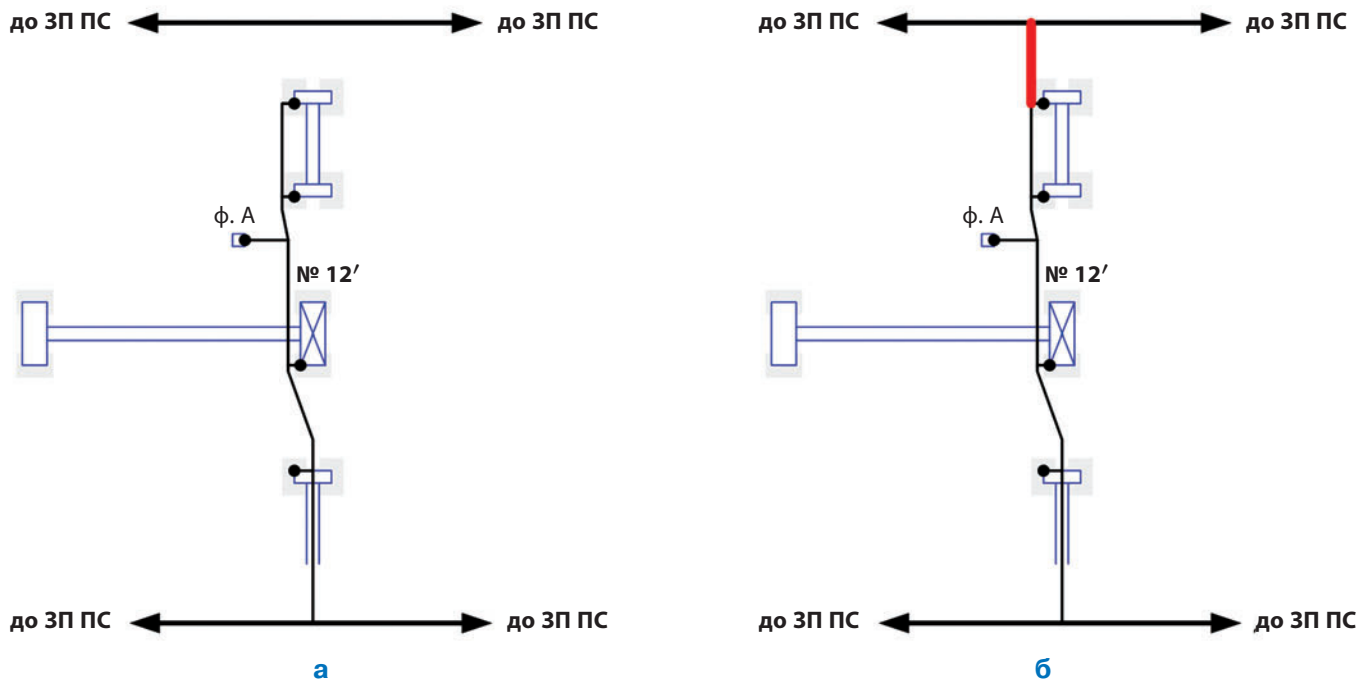 до ЗП ПС до ЗП ПС до ЗП ПС до ЗП ПС
ф. А ф. А
№ 12′ № 12′
до ЗП ПС до ЗП ПС до ЗП ПС до ЗП ПС
а б